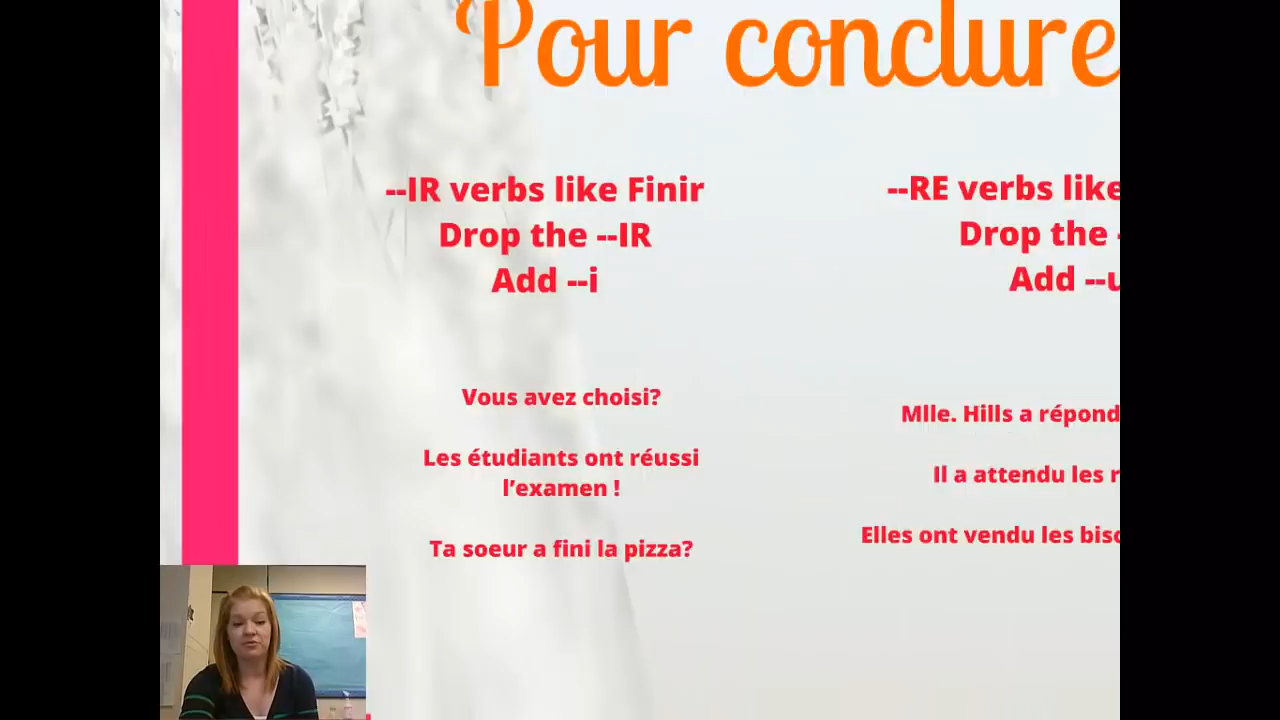 Pour conclure
--IR verbs like Finir
Drop the --IR
Add --i
Vous avez choisi?
Les étudiants ont réussi
l’examen !
Ta soeur a fini la pizza?
--RE verbs like
Drop the -
Add --u
Mlle. Hills a répond
Il a attendu les r
Elles ont vendu les bisc